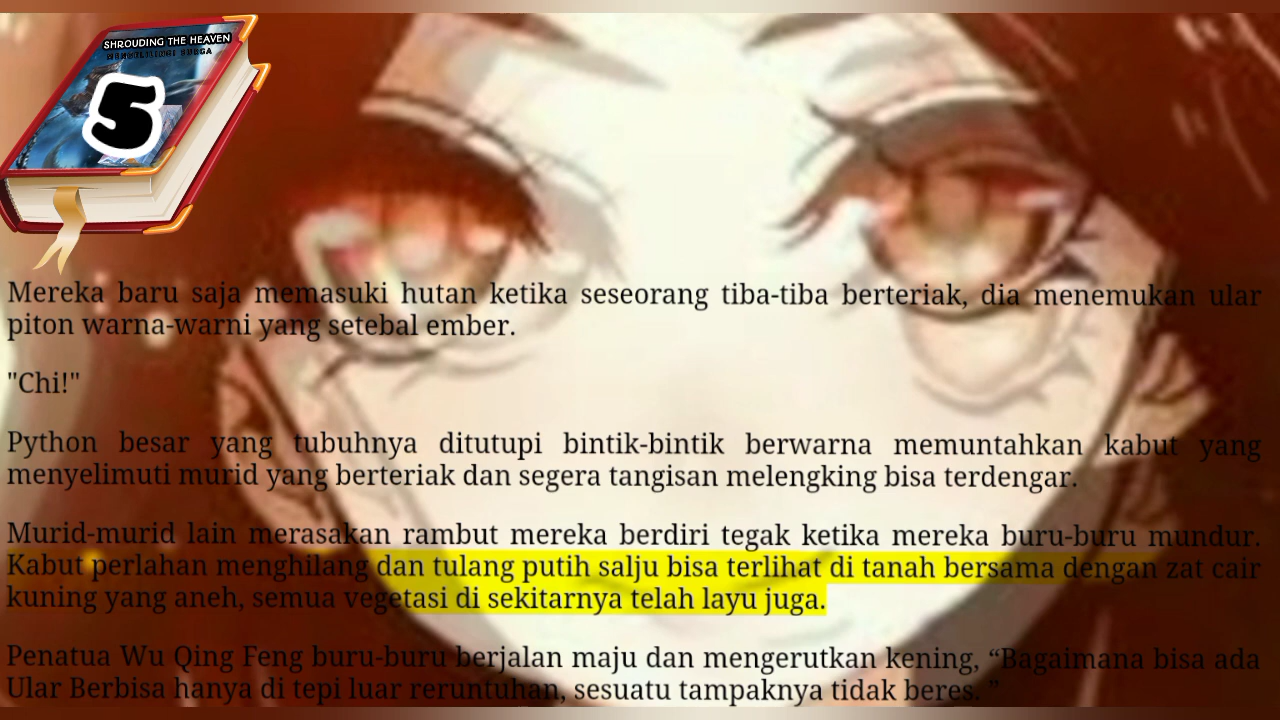 SHROUDING THE HEAVEN
5
Mereka baru saja memasuki hutan ketika seseorang tiba-tiba berteriak, dia menemukan ular
piton warna-warni yang setebal ember.
"Chi!"
Python besar yang tubuhnya ditutupi bintik-bintik berwarna memuntahkan kabut yang
menyelimuti murid yang berteriak dan segera tangisan melengking bisa terdengar.
Murid-murid lain merasakan rambut mereka berdiri tegak ketika mereka buru-buru mundur.
Kabut perlahan menghilang dan tulang putih salju bisa terlihat di tanah bersama dengan zat cair
kuning yang aneh, semua vegetasi di sekitarnya telah layu juga.
Penatua Wu Qing Feng buru-buru berjalan maju dan mengerutkan kening, “Bagaimana bisa ada
Ular Berbisa hanya di tepi luar reruntuhan, sesuatu tampaknya tidak beres. ”